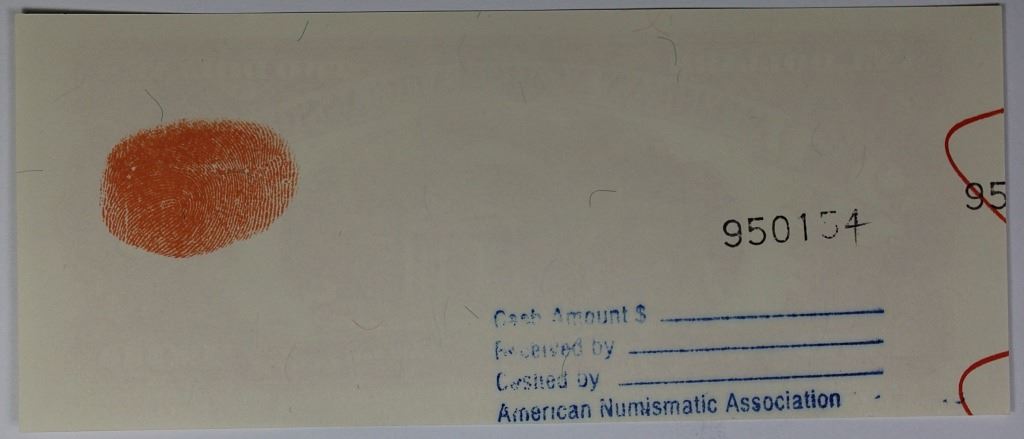 95
950154
Cash Amount $
Received by
Cashed by
American Numismatic Association